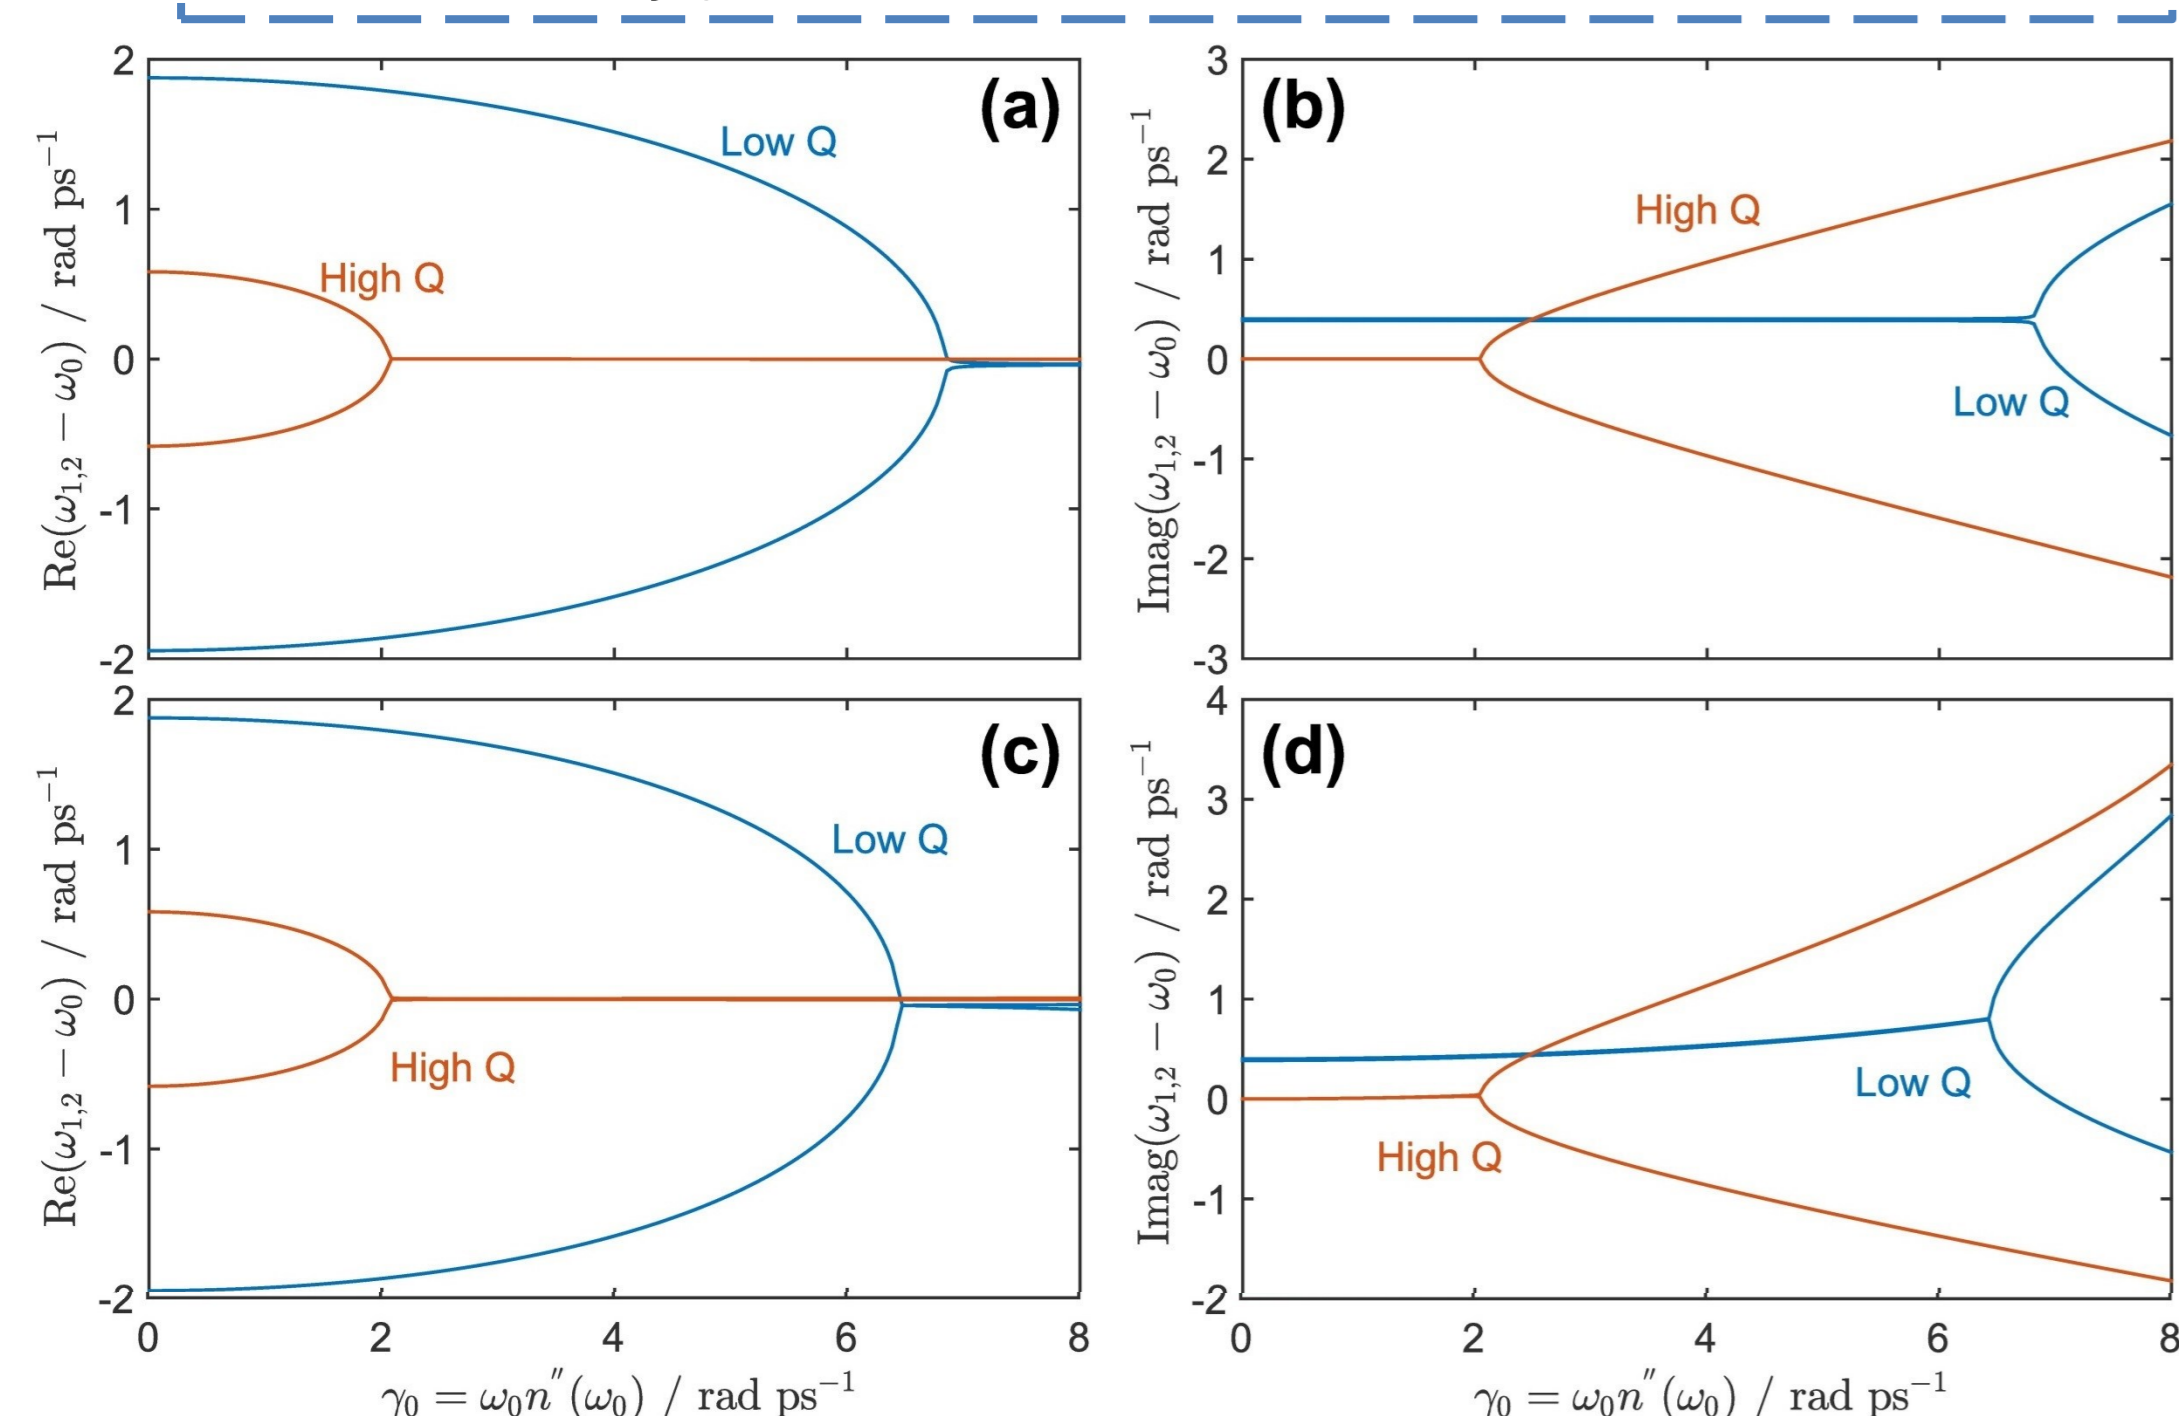 2
1
0
-1
-2
Re(ω1,2 − ω0) / rad ps−1
Low Q
High Q
(a)
3
2
1
0
-1
-2
-3
Imag(ω1,2 − ω0) / rad ps−1
(b)
High Q
Low Q
2
1
0
-1
-2
0 2 4 6 8
Re(ω1,2 − ω0) / rad ps−1
(c)
Low Q
High Q
γ0 = ω0n″(ω0) / rad ps−1
4
3
2
1
0
-1
-2
0 2 4 6 8
Imag(ω1,2 − ω0) / rad ps−1
(d)
Low Q
High Q
γ0 = ω0n″(ω0) / rad ps−1